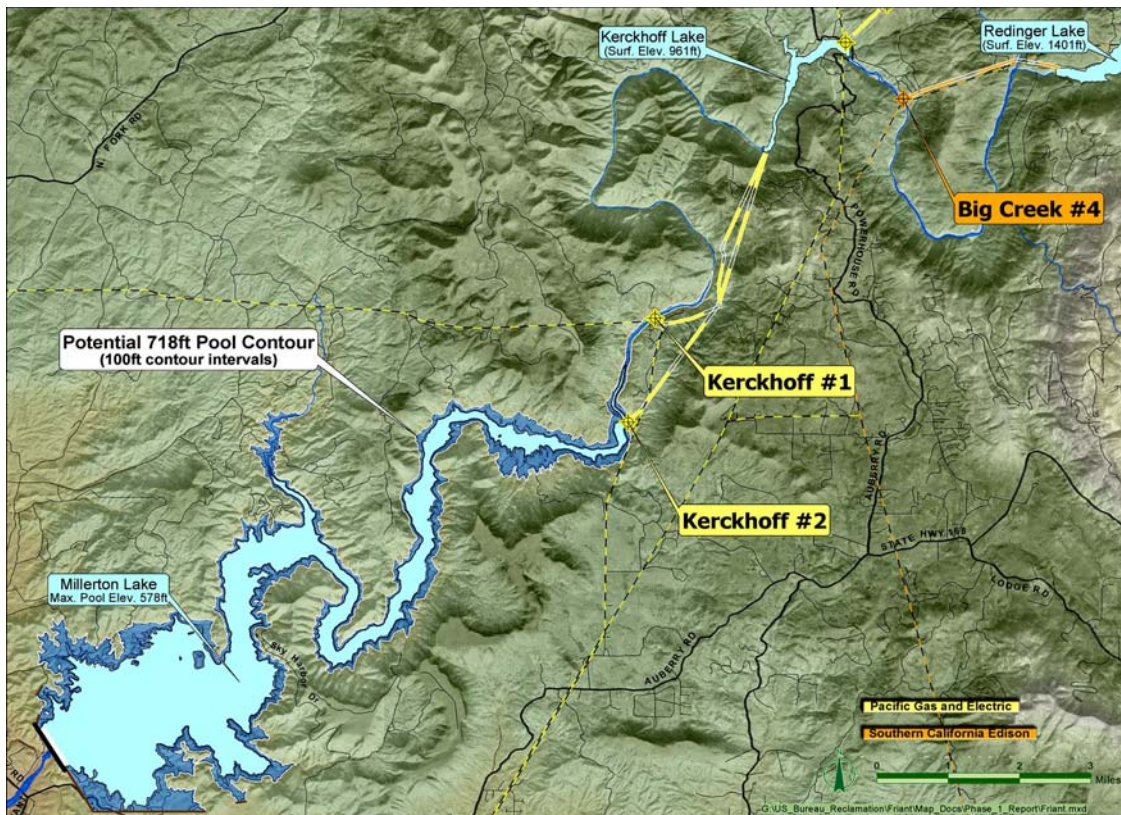 Kerckhoff Lake
(Surf. Elev. 961ft)
Redinger Lake
(Surf. Elev. 1401ft)
N. FORK RD
Big Creek #4
POWERHOUSE RD
Potential 718ft Pool Contour
(100ft contour intervals)
Kerckhoff #1
AUBERRY RD
Kerckhoff #2
STATE HWY 168
LODGE RD
Millerton Lake
Max. Pool Elev. 578ft
Sky Harbor Dr
AUBERRY RD
Pacific Gas and Electric
Southern California Edison
0 1 2 3
Miles
RD
G:\US_Bureau_Reclamation\Friant\Map_Docs\Phase_1_Report\Friant.mxd